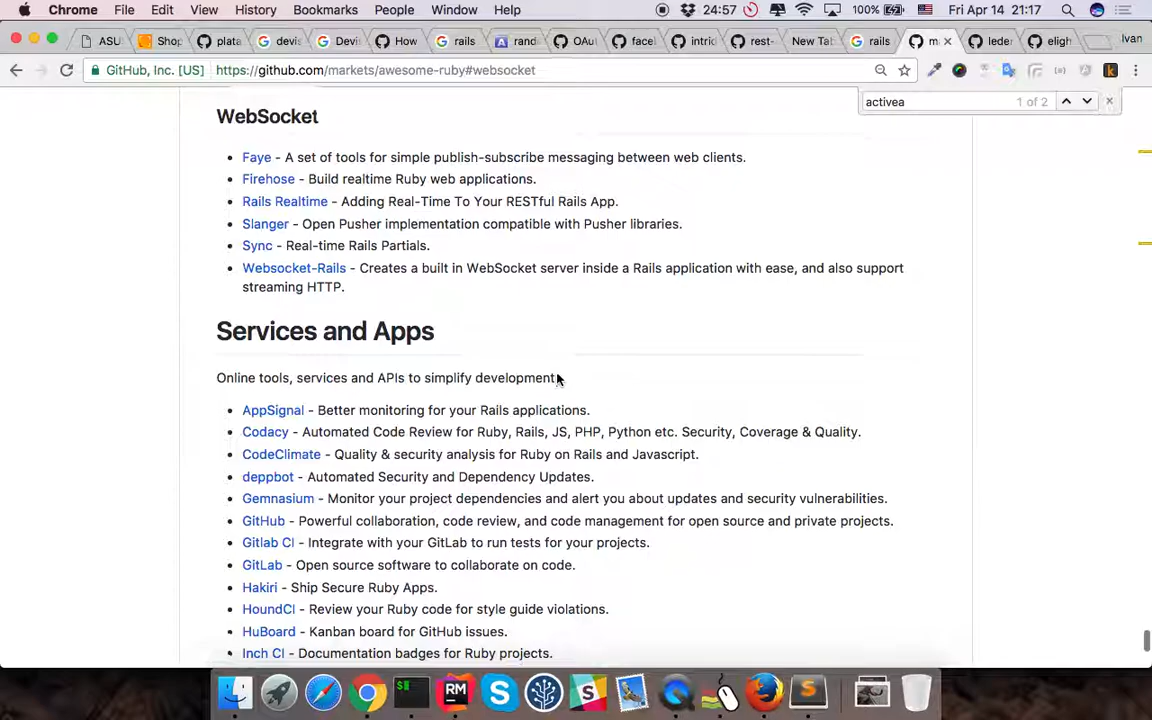 Chrome File Edit View History Bookmarks People Window Help 24:57 100% Fri Apr 14 21:17
ASU Shop plata devis Devi How rails rand OAu face intric rest- New Tab rails m lede eligh Ivan
GitHub, Inc. [US] https://github.com/markets/awesome-ruby#websocket
activea 1 of 2
WebSocket
Faye - A set of tools for simple publish-subscribe messaging between web clients.
Firehose - Build realtime Ruby web applications.
Rails Realtime - Adding Real-Time To Your RESTful Rails App.
Slanger - Open Pusher implementation compatible with Pusher libraries.
Sync - Real-time Rails Partials.
Websocket-Rails - Creates a built in WebSocket server inside a Rails application with ease, and also support
streaming HTTP.
Services and Apps
Online tools, services and APIs to simplify development
AppSignal - Better monitoring for your Rails applications.
Codacy - Automated Code Review for Ruby, Rails, JS, PHP, Python etc. Security, Coverage & Quality.
CodeClimate - Quality & security analysis for Ruby on Rails and Javascript.
deppbot - Automated Security and Dependency Updates.
Gemnasium - Monitor your project dependencies and alert you about updates and security vulnerabilities.
GitHub - Powerful collaboration, code review, and code management for open source and private projects.
Gitlab CI - Integrate with your GitLab to run tests for your projects.
GitLab - Open source software to collaborate on code.
Hakiri - Ship Secure Ruby Apps.
HoundCI - Review your Ruby code for style guide violations.
HuBoard - Kanban board for GitHub issues.
Inch CI - Documentation badges for Ruby projects.